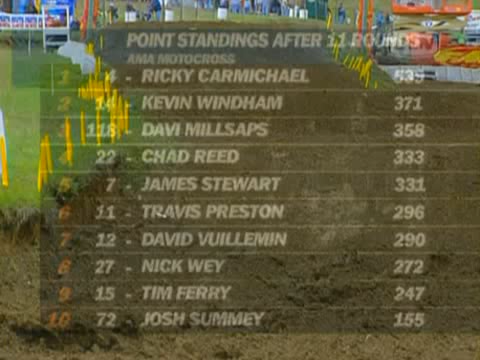 POINT STANDINGS AFTER 11 ROUNDS
AMA MOTOCROSS
1 4 - RICKY CARMICHAEL 539
2 14 - KEVIN WINDHAM 371
3 118 - DAVI MILLSAPS 358
4 22 - CHAD REED 333
5 7 - JAMES STEWART 331
6 11 - TRAVIS PRESTON 296
7 12 - DAVID VUILLEMIN 290
8 27 - NICK WEY 272
9 15 - TIM FERRY 247
10 72 - JOSH SUMMEY 155